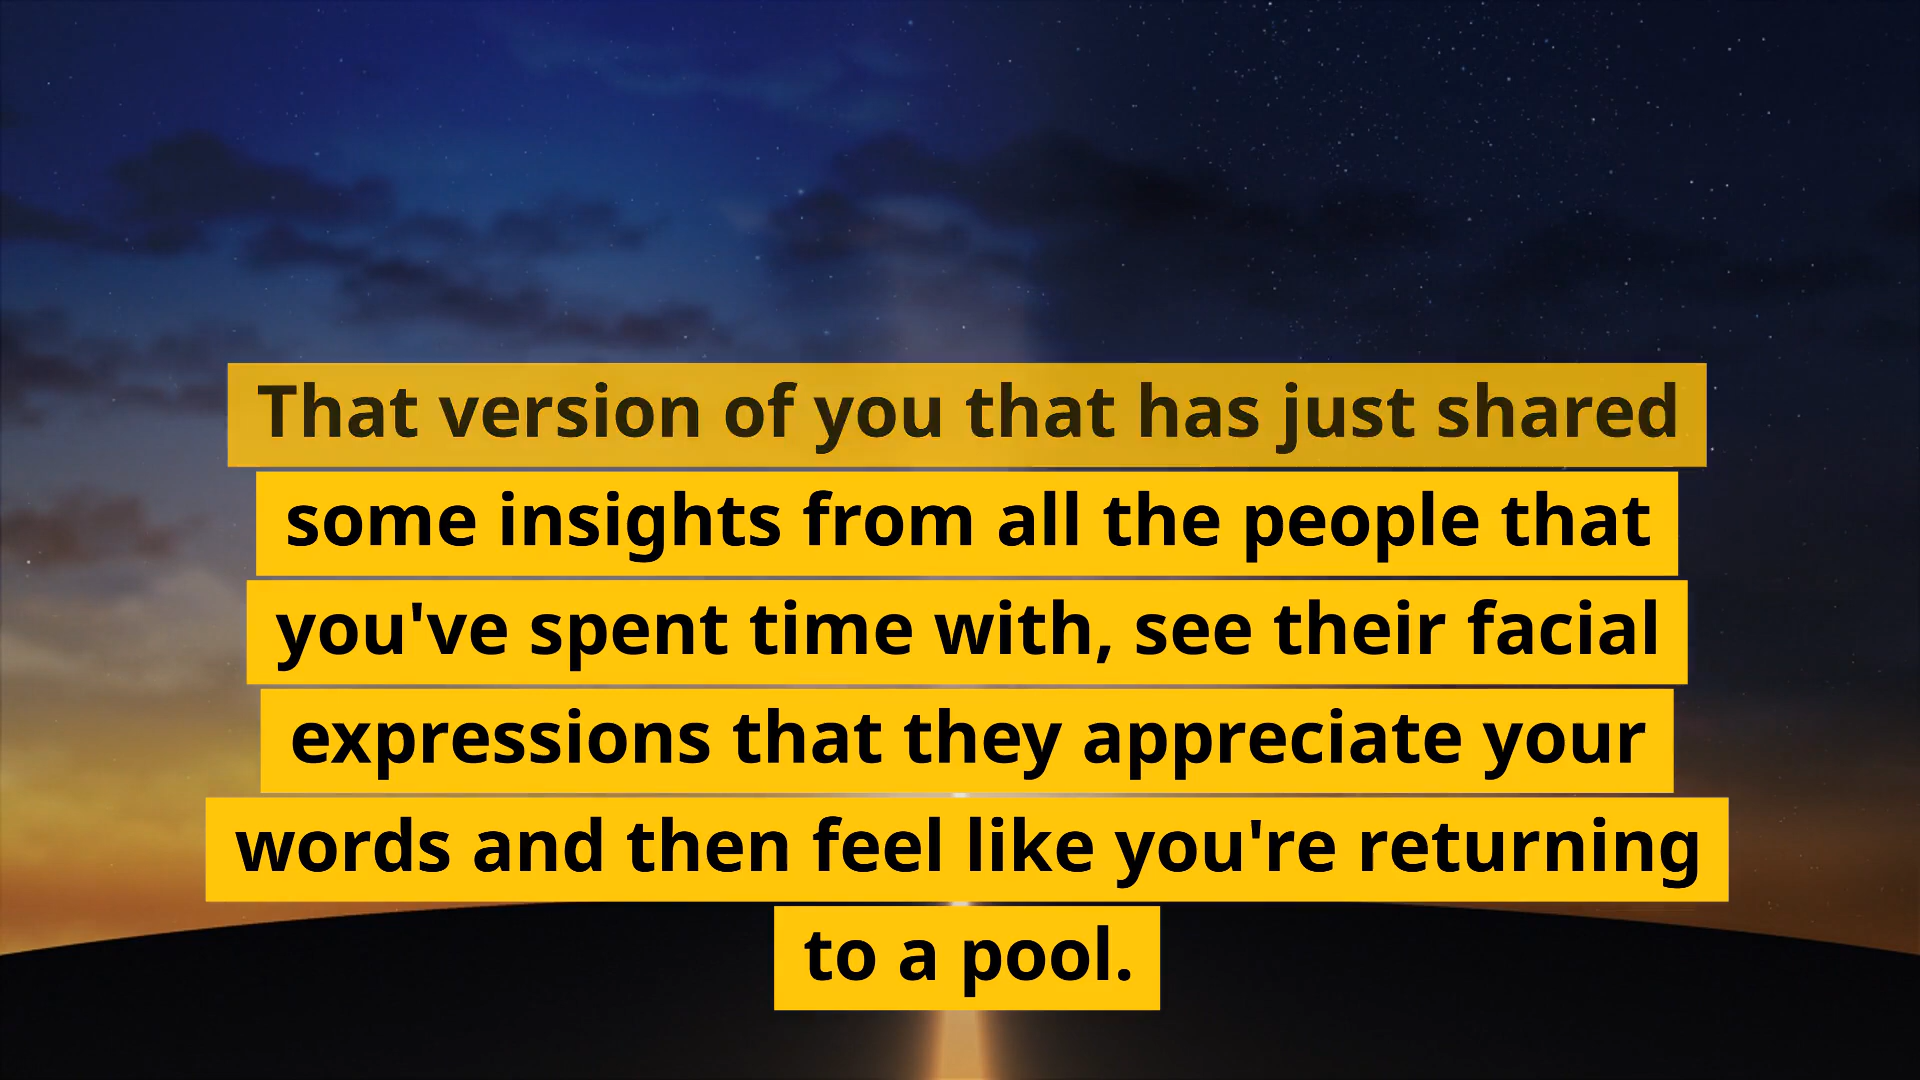 That version of you that has just shared
some insights from all the people that
you've spent time with, see their facial
expressions that they appreciate your
words and then feel like you're returning
to a pool.